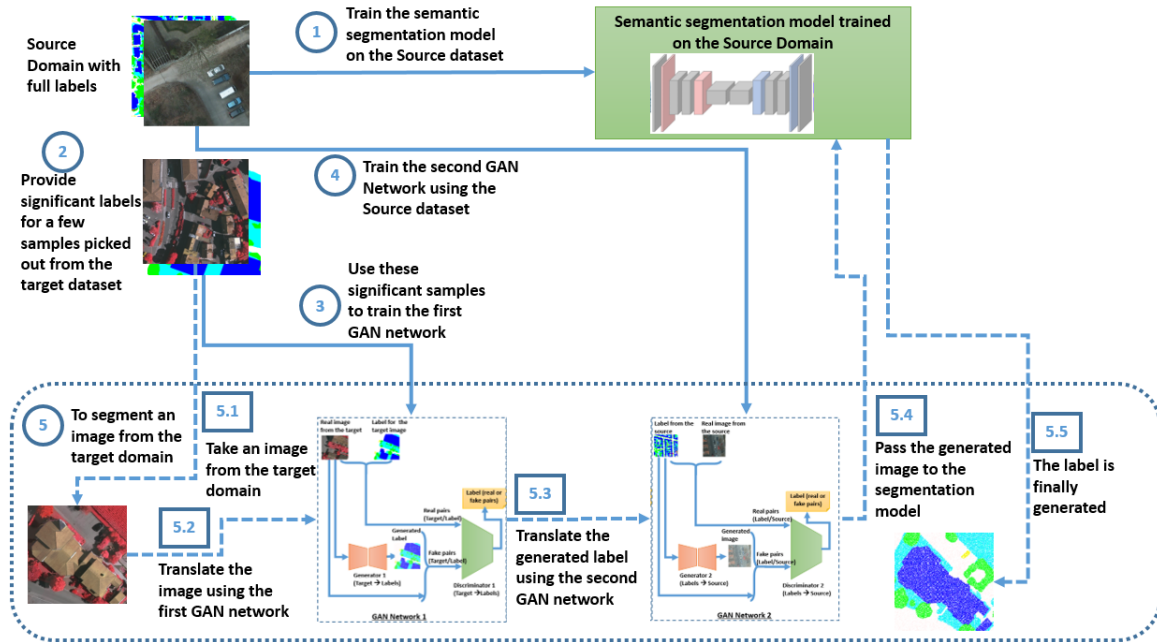 Source
Domain with
full labels
1
Train the semantic
segmentation model
on the Source dataset
Semantic segmentation model trained
on the Source Domain
2
Provide
significant labels
for a few
samples picked
out from the
target dataset
4
Train the second GAN
Network using the
Source dataset
3
Use these
significant samples
to train the first
GAN network
5
To segment an
image from the
target domain
5.1
Take an image
from the target
domain
5.2
Translate the
image using the
first GAN network
Real image
from the target
Label for the
target image
Label (real or
fake pairs)
Real pairs
(Target/Label)
Generated
Label
Fake pairs
(Target/Label)
Generator 1
(Target → Labels)
Discriminator 1
(Target →Labels)
GAN Network 1
5.3
Translate the
generated label
using the second
GAN network
Label from the
source
Real image from
the source
Label (real or
fake pairs)
Real pairs
(Label/Source)
Generated
image
Fake pairs
(Label/Source)
Generator 2
(Labels → Source)
Discriminator 2
(Labels → Source)
GAN Network 2
5.4
Pass the generated
image to the
segmentation
model
5.5
The label is
finally
generated